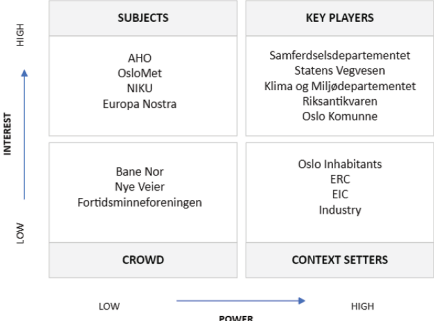 SUBJECTS
KEY PLAYERS
HIGH
AHO
OsloMet
NIKU
Europa Nostra
Samferdselsdepartementet
Statens Vegvesen
Klima og Miljødepartementet
Riksantikvaren
Oslo Komunne
INTEREST
Bane Nor
Nye Veier
Fortidsminneforeningen
Oslo Inhabitants
ERC
EIC
Industry
LOW
CROWD
CONTEXT SETTERS
LOW
HIGH
POWER